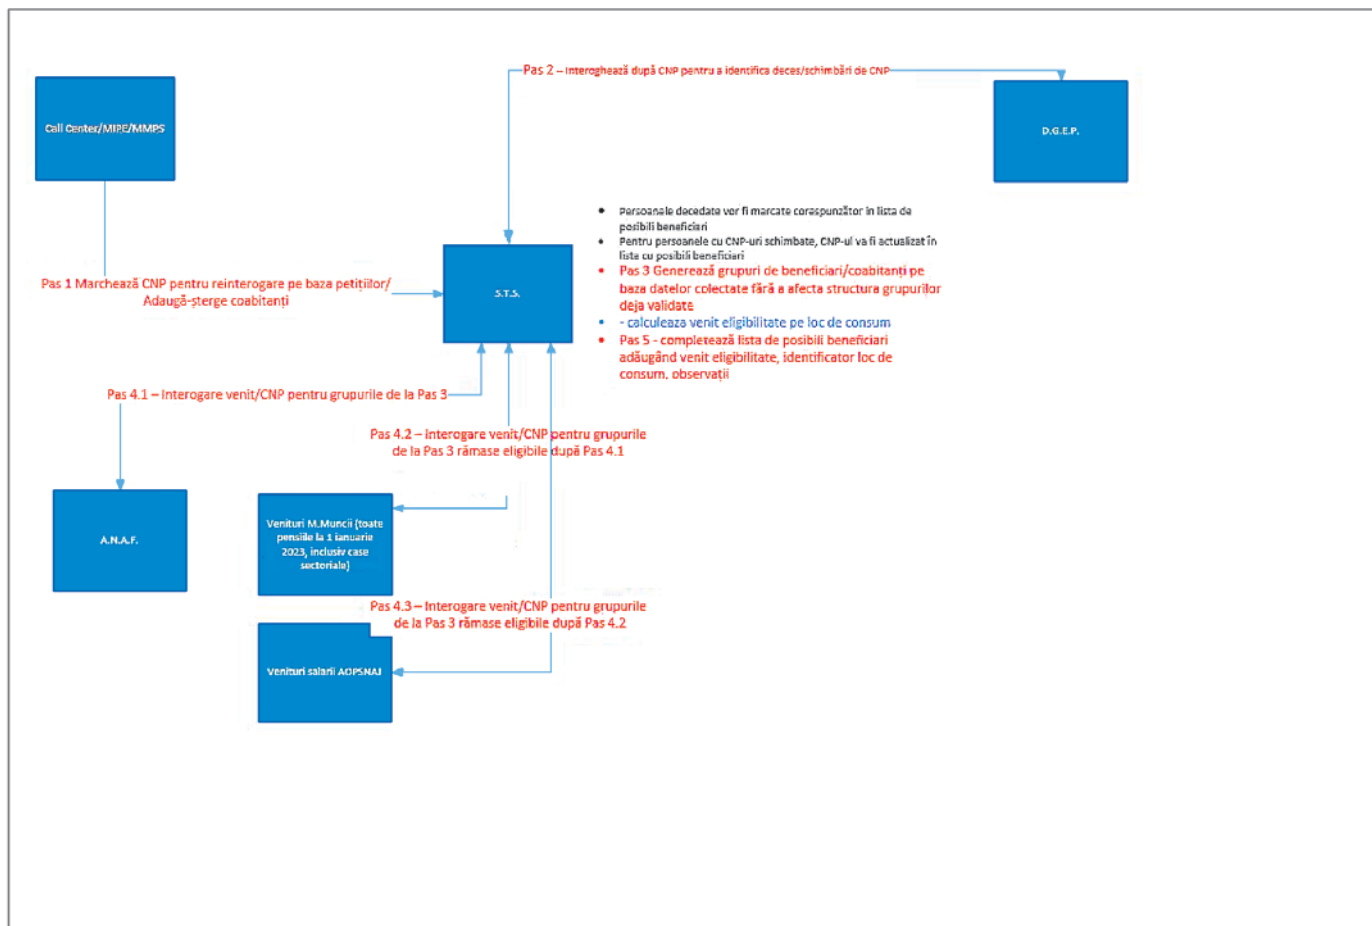 Pas 2 – Interoghează după CNP pentru a identifica deces/schimbări de CNP
Call Center/MIPE/MMPS
D.G.E.P.
• Persoanele decedate vor fi marcate coraspunzător în lista de
posibili beneficiari
• Pentru persoanele cu CNP-uri schimbate, CNP-ul va fi actualizat în
liste cu posibili beneficiari
• Pas 3 Generează grupuri de beneficiari/coabitanți pe
baza datelor colectate fără a afecta structura grupurilor
deja validate
• - calculeaza venit eligibilitate pe loc de consum
• Pas 5 - completează lista de posibili beneficiari
adăugând venit eligibilitate, identificator loc de
consum, observații
Pas 1 Marchează CNP pentru reinterogare pe baza petițiilor/
Adaugă-șterge coabitanți
S.T.S.
Pas 4.1 – Interogare venit/CNP pentru grupurile de la Pas 3
Pas 4.2 – Interogare venit/CNP pentru grupurile
de la Pas 3 rămase eligibile după Pas 4.1
A.N.A.F.
Venituri M.Muncii (toate
pensiile la 1 ianuarie
2023, inclusiv case
sectoriale)
Pas 4.3 – Interogare venit/CNP pentru grupurile
de la Pas 3 rămase eligibile după Pas 4.2
Venituri salarii AOPSNAJ